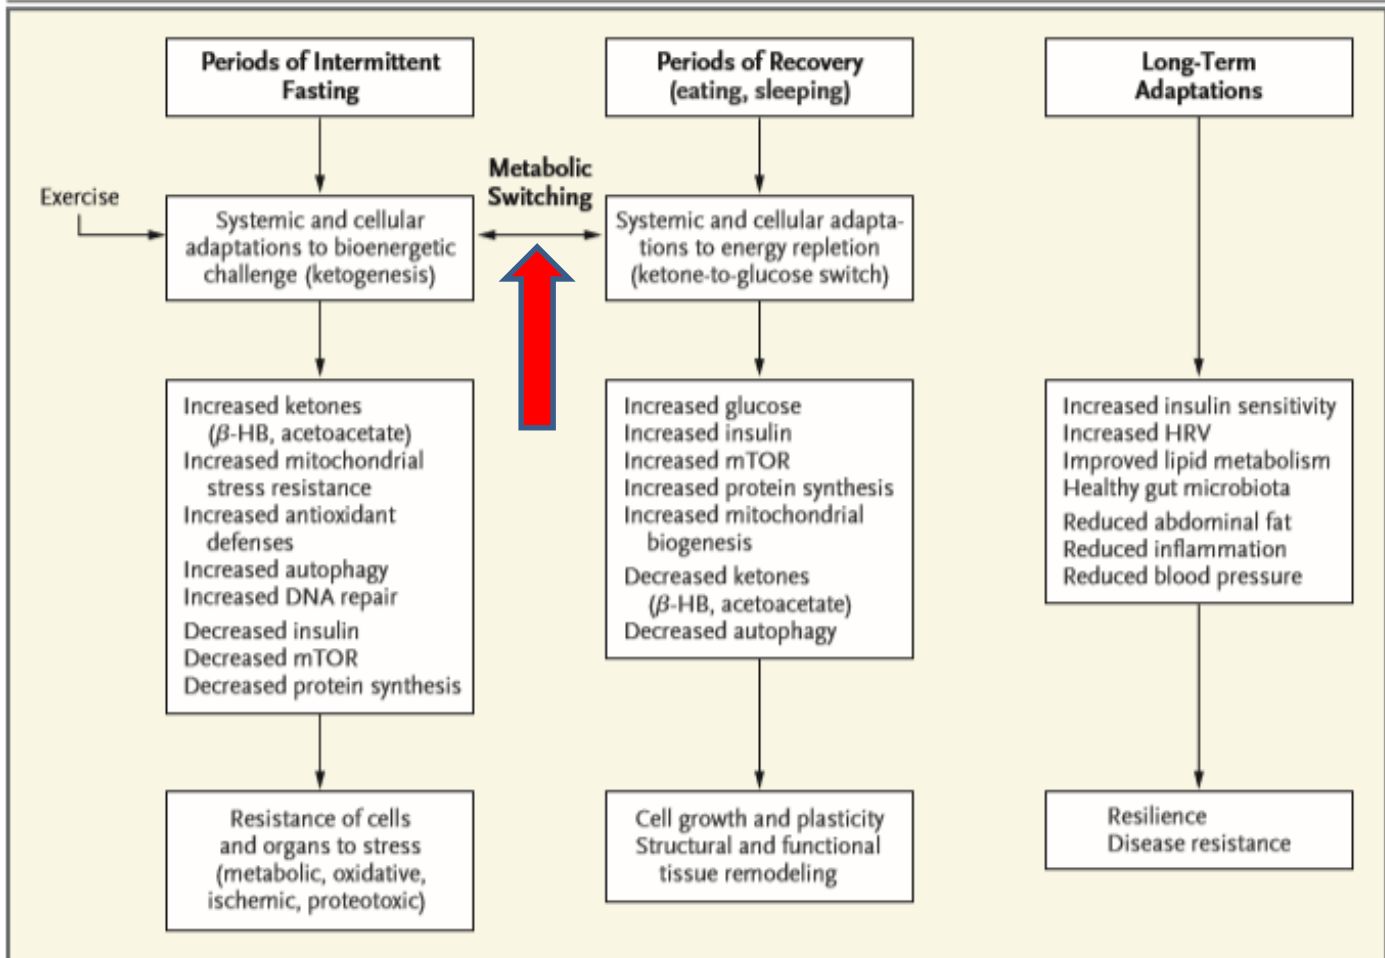 Periods of Intermittent
Fasting
Periods of Recovery
(eating, sleeping)
Long-Term
Adaptations
Exercise
Metabolic
Switching
Systemic and cellular
adaptations to bioenergetic
challenge (ketogenesis)
Systemic and cellular adapta-
tions to energy repletion
(ketone-to-glucose switch)
Increased ketones
(β-HB, acetoacetate)
Increased mitochondrial
stress resistance
Increased antioxidant
defenses
Increased autophagy
Increased DNA repair
Decreased insulin
Decreased mTOR
Decreased protein synthesis
Increased glucose
Increased insulin
Increased mTOR
Increased protein synthesis
Increased mitochondrial
biogenesis
Decreased ketones
(β-HB, acetoacetate)
Decreased autophagy
Increased insulin sensitivity
Increased HRV
Improved lipid metabolism
Healthy gut microbiota
Reduced abdominal fat
Reduced inflammation
Reduced blood pressure
Resistance of cells
and organs to stress
(metabolic, oxidative,
ischemic, proteotoxic)
Cell growth and plasticity
Structural and functional
tissue remodeling
Resilience
Disease resistance